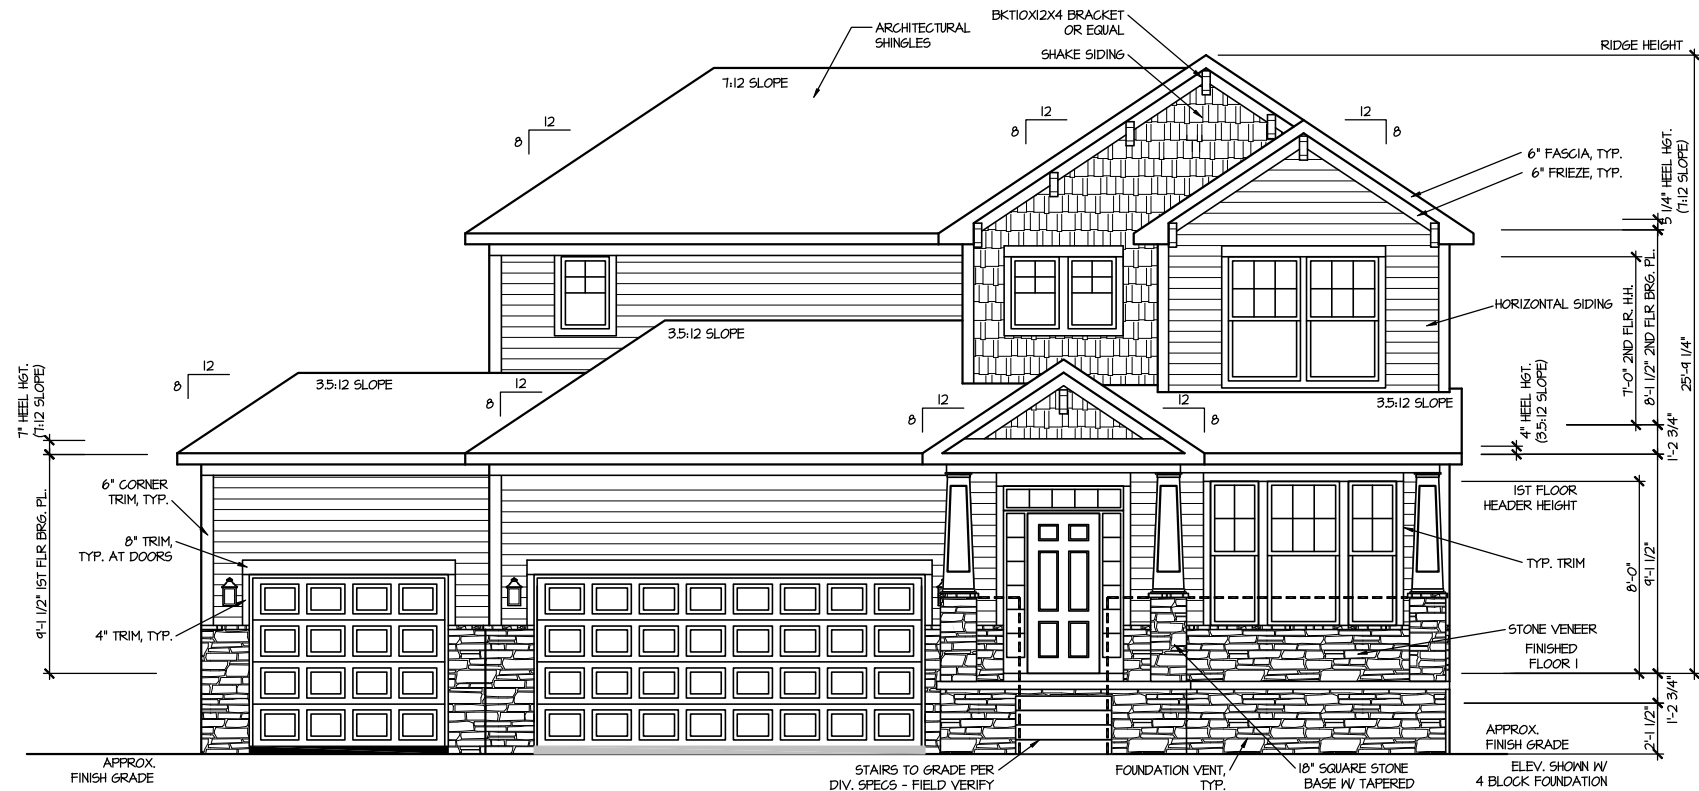 BKT10X12X4 BRACKET
OR EQUAL
ARCHITECTURAL
SHINGLES
SHAKE SIDING
RIDGE HEIGHT
7:12 SLOPE
12
8
12
8
12
8
6" FASCIA, TYP.
6" FRIEZE, TYP.
5 1/4" HEEL HGT.
(7:12 SLOPE)
HORIZONTAL SIDING
7'-0" 2ND FLR. H.H.
8'-1 1/2" 2ND FLR BRG. PL.
25'-9 1/4"
3.5:12 SLOPE
12
8
3.5:12 SLOPE
12
8
12
8
12
8
3.5:12 SLOPE
4" HEEL HGT.
(3.5:12 SLOPE)
1'-2 3/4"
7" HEEL HGT.
(7:12 SLOPE)
6" CORNER
TRIM, TYP.
8" TRIM,
TYP. AT DOORS
9'-1 1/2" 1ST FLR BRG. PL.
4" TRIM, TYP.
1ST FLOOR
HEADER HEIGHT
TYP. TRIM
8'-0"
9'-1 1/2"
STONE VENEER
FINISHED
FLOOR 1
1'-2 3/4"
2'-1 1/2"
APPROX.
FINISH GRADE
APPROX.
FINISH GRADE
STAIRS TO GRADE PER
DIV. SPECS - FIELD VERIFY
FOUNDATION VENT,
TYP.
18" SQUARE STONE
BASE W/ TAPERED
ELEV. SHOWN W/
4 BLOCK FOUNDATION